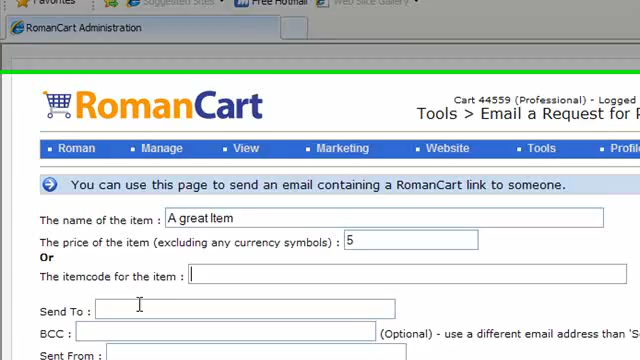 Favorites Suggested Sites Free Hotmail Web Slice Gallery
RomanCart Administration
RomanCart
Cart 44559 (Professional) - Logged
Tools > Email a Request for
Roman Manage View Marketing Website Tools
You can use this page to send an email containing a RomanCart link to someone.
The name of the item : A great Item
The price of the item (excluding any currency symbols) : 5
Or
The itemcode for the item :
Send To :
BCC : (Optional) - use a different email address than
Sent From :